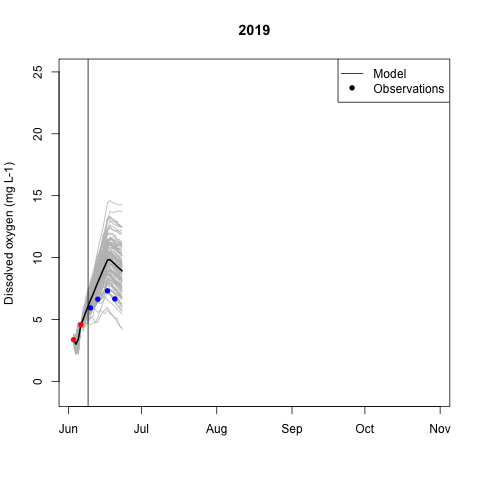 2019
Model
Observations
Dissolved oxygen (mg L-1)
25
20
15
10
5
0
Jun Jul Aug Sep Oct Nov